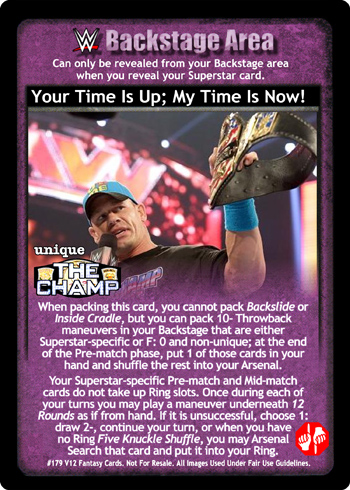 W Backstage Area
Can only be revealed from your Backstage area
when you reveal your Superstar card.
Your Time Is Up; My Time Is Now!
unique
THE
CHAMP
When packing this card, you cannot pack Backslide or
Inside Cradle, but you can pack 10- Throwback
maneuvers in your Backstage that are either
Superstar-specific or F: 0 and non-unique; at the end
of the Pre-match phase, put 1 of those cards in your
hand and shuffle the rest into your Arsenal.
Your Superstar-specific Pre-match and Mid-match
cards do not take up Ring slots. Once during each of
your turns you may play a maneuver underneath 12
Rounds as if from hand. If it is unsuccessful, choose 1:
draw 2-, continue your turn, or when you have
no Ring Five Knuckle Shuffle, you may Arsenal
Search that card and put it into your Ring.
#179 V12 Fantasy Cards. Not For Resale. All Images Used Under Fair Use Guidelines.